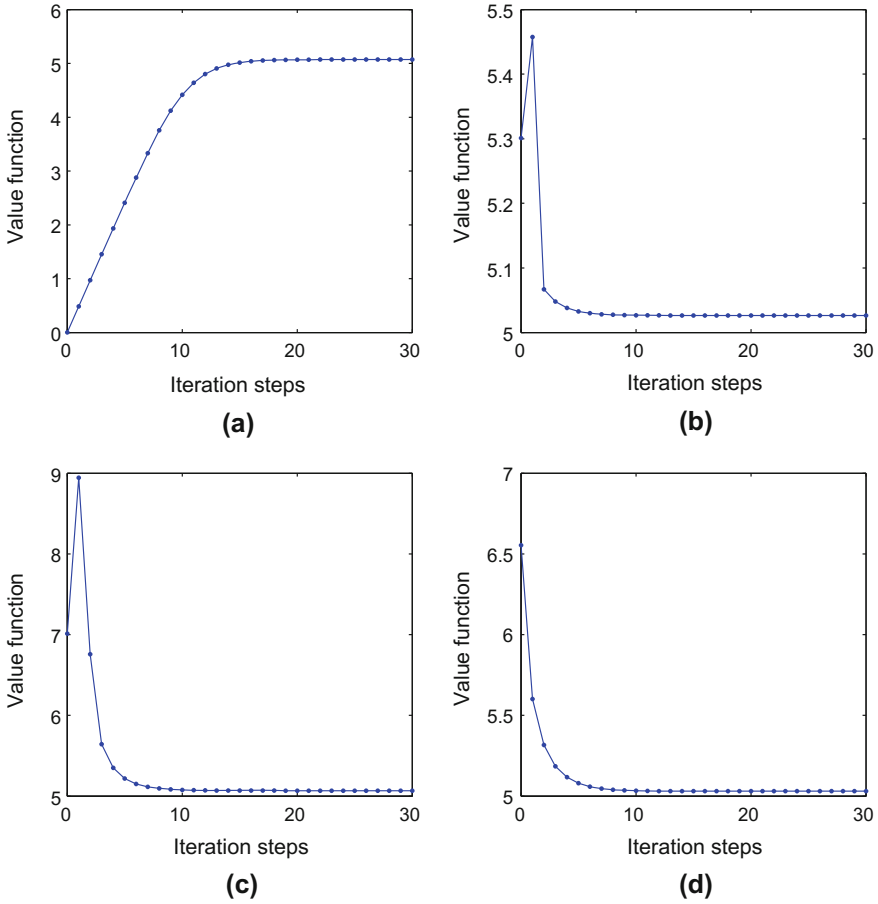 6
5
4
3
2
1
0
Value function
0 10 20 30
Iteration steps
(a)
5.5
5.4
5.3
5.2
5.1
5
Value function
0 10 20 30
Iteration steps
(b)
9
8
7
6
5
Value function
0 10 20 30
Iteration steps
(c)
7
6.5
6
5.5
5
Value function
0 10 20 30
Iteration steps
(d)